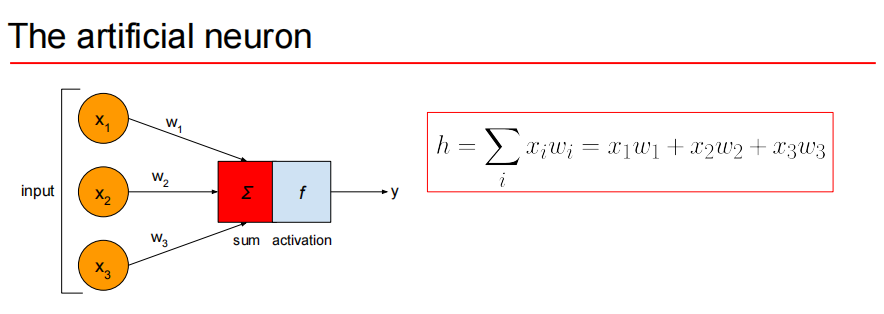 The artificial neuron
x₁
w₁
input
x₂
w₂
Σ
f
y
x₃
w₃
sum
activation
h = ∑ᵢ xᵢwᵢ = x₁w₁ + x₂w₂ + x₃w₃